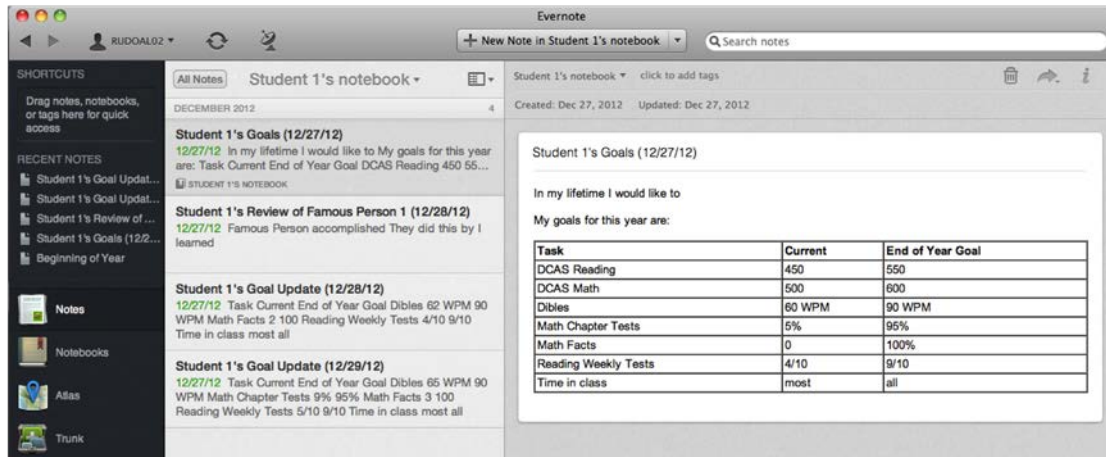 Evernote
RUDOAL02
New Note in Student 1's notebook
Search notes
SHORTCUTS
Drag notes, notebooks,
or tags here for quick
access
RECENT NOTES
Student 1's Goal Updat...
Student 1's Goal Updat...
Student 1's Review of ...
Student 1's Goals (12/2...
Beginning of Year
Notes
Notebooks
Atlas
Trunk
All Notes
Student 1's notebook
DECEMBER 2012 4
Student 1's Goals (12/27/12)
12/27/12 In my lifetime I would like to My goals for this year
are: Task Current End of Year Goal DCAS Reading 450 55...
STUDENT 1'S NOTEBOOK
Student 1's Review of Famous Person 1 (12/28/12)
12/27/12 Famous Person accomplished They did this by I
learned
Student 1's Goal Update (12/28/12)
12/27/12 Task Current End of Year Goal Dibles 62 WPM 90
WPM Math Facts 2 100 Reading Weekly Tests 4/10 9/10
Time in class most all
Student 1's Goal Update (12/29/12)
12/27/12 Task Current End of Year Goal Dibles 65 WPM 90
WPM Math Chapter Tests 9% 95% Math Facts 3 100
Reading Weekly Tests 5/10 9/10 Time in class most all
Student 1's notebook click to add tags
Created: Dec 27, 2012 Updated: Dec 27, 2012
Student 1's Goals (12/27/12)
In my lifetime I would like to
My goals for this year are:
Task Current End of Year Goal
DCAS Reading 450 550
DCAS Math 500 600
Dibles 60 WPM 90 WPM
Math Chapter Tests 5% 95%
Math Facts 0 100%
Reading Weekly Tests 4/10 9/10
Time in class most all